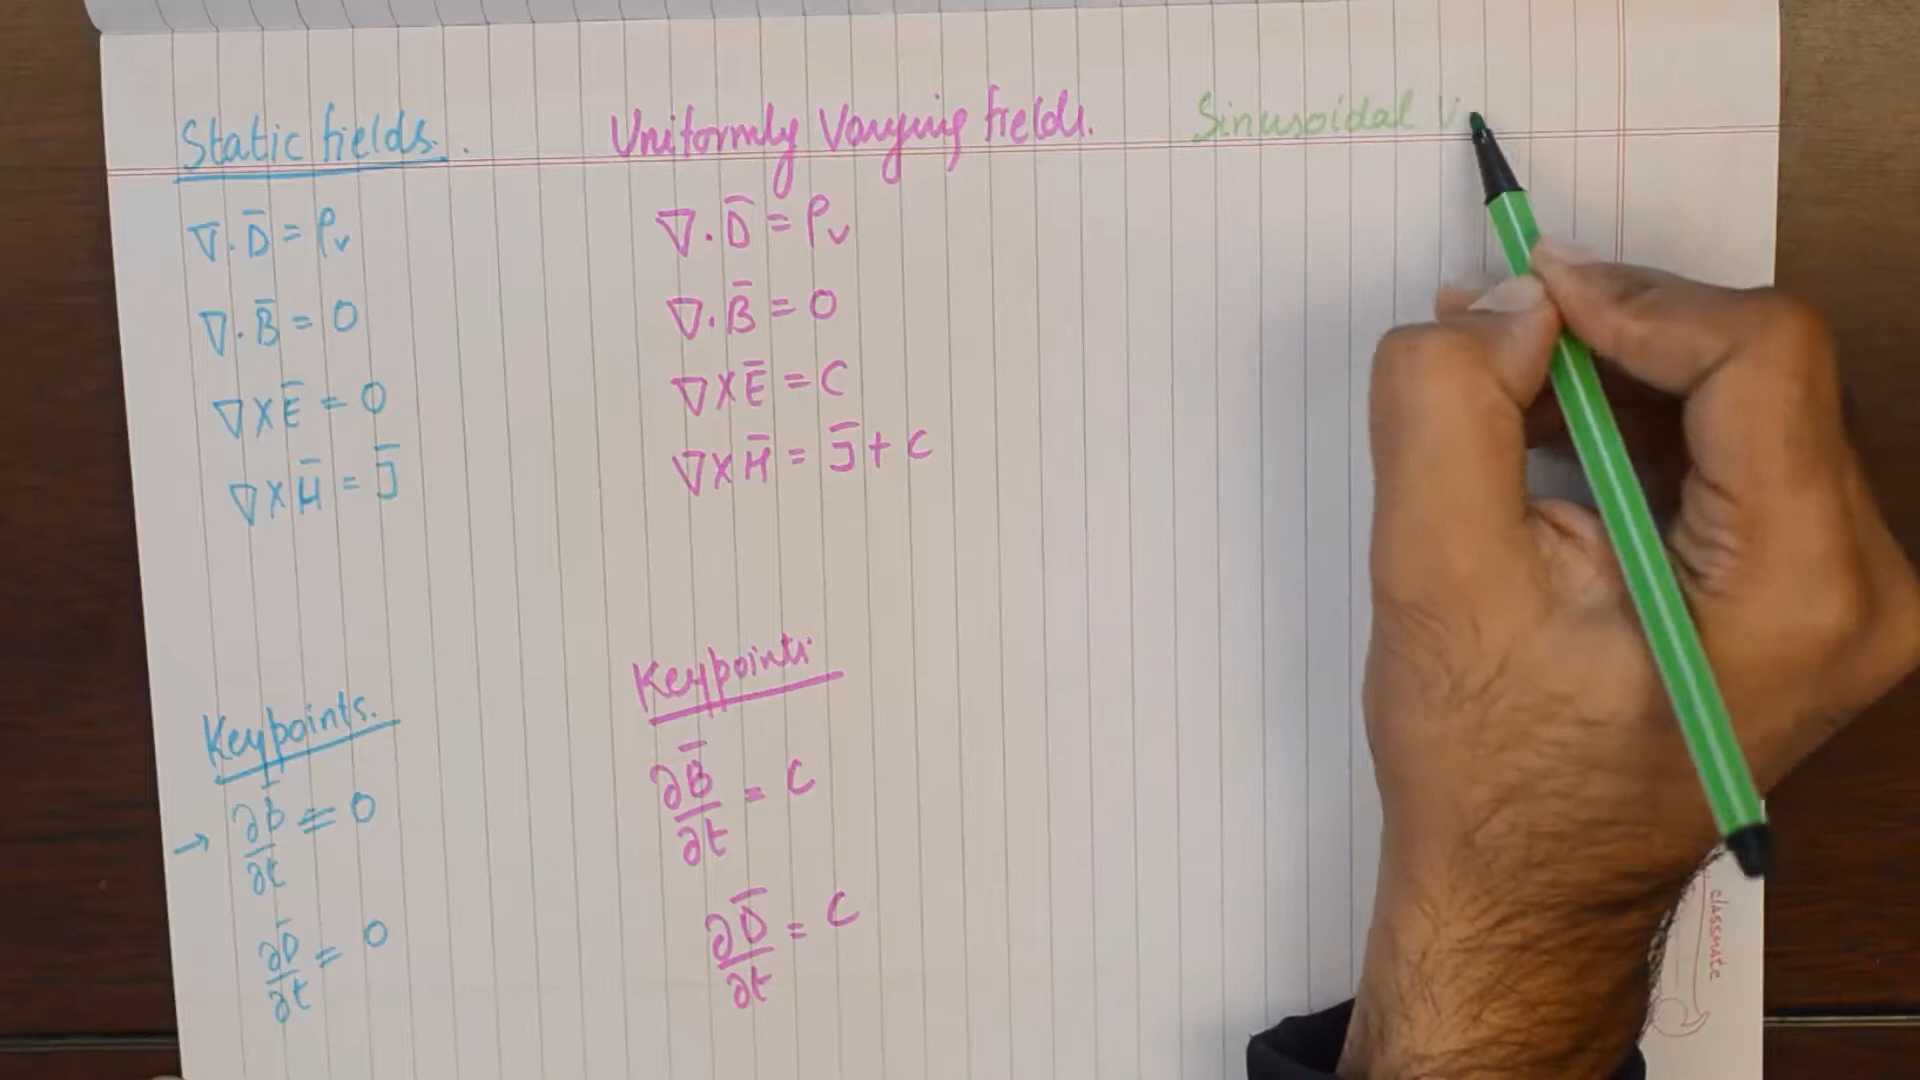 Static fields.
∇·D̄ = ρv
∇·B̄ = 0
∇×Ē = 0
∇×H̄ = J̄
Keypoints.
→ ∂b̄/∂t = 0
∂D̄/∂t = 0
Uniformly Varying fields.
∇·D̄ = ρv
∇·B̄ = 0
∇×Ē = C
∇×H̄ = J̄ + C
Keypoints.
∂B̄/∂t = C
∂D̄/∂t = C
Sinusoidal V
classmate